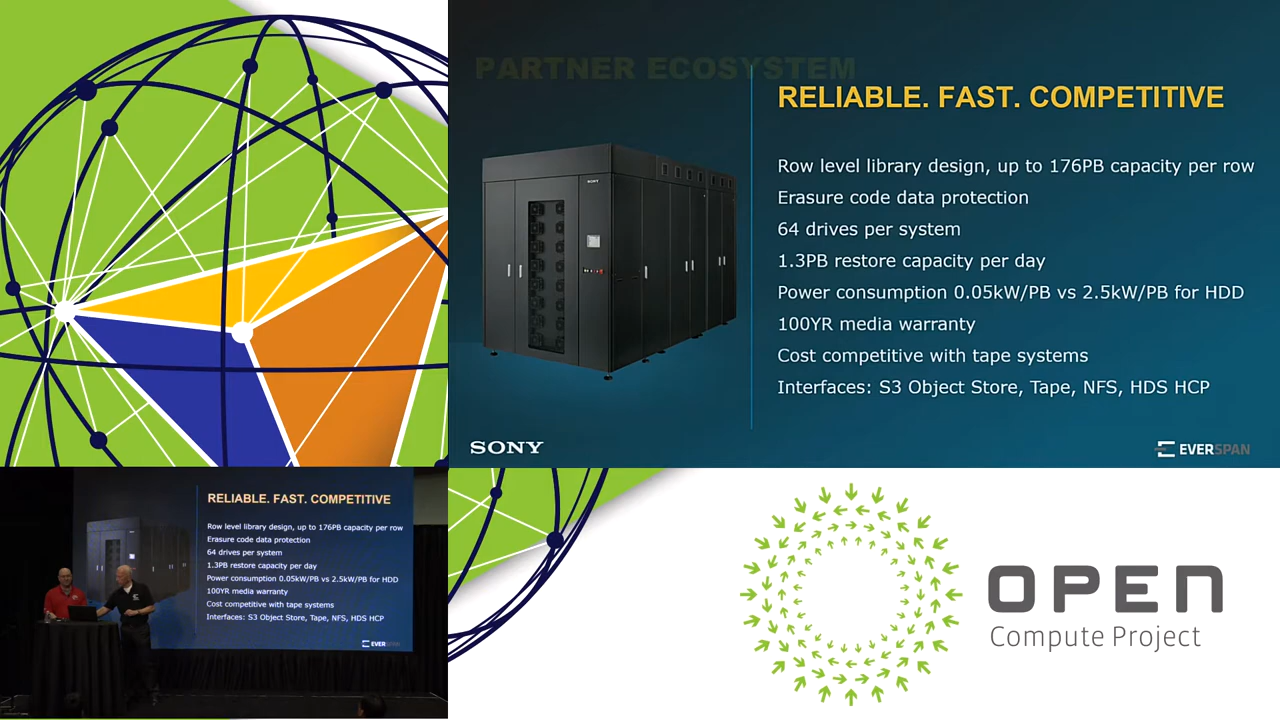 PARTNER ECOSYSTEM
RELIABLE. FAST. COMPETITIVE
Row level library design, up to 176PB capacity per row
Erasure code data protection
64 drives per system
1.3PB restore capacity per day
Power consumption 0.05kW/PB vs 2.5kW/PB for HDD
100YR media warranty
Cost competitive with tape systems
Interfaces: S3 Object Store, Tape, NFS, HDS HCP
SONY
SONY
EVERSPAN
RELIABLE. FAST. COMPETITIVE
Row level library design, up to 176PB capacity per row
Erasure code data protection
64 drives per system
1.3PB restore capacity per day
Power consumption 0.05kW/PB vs 2.5kW/PB for HDD
100YR media warranty
Cost competitive with tape systems
Interfaces: S3 Object Store, Tape, NFS, HDS HCP
EVERSPAN
OPEN
Compute Project